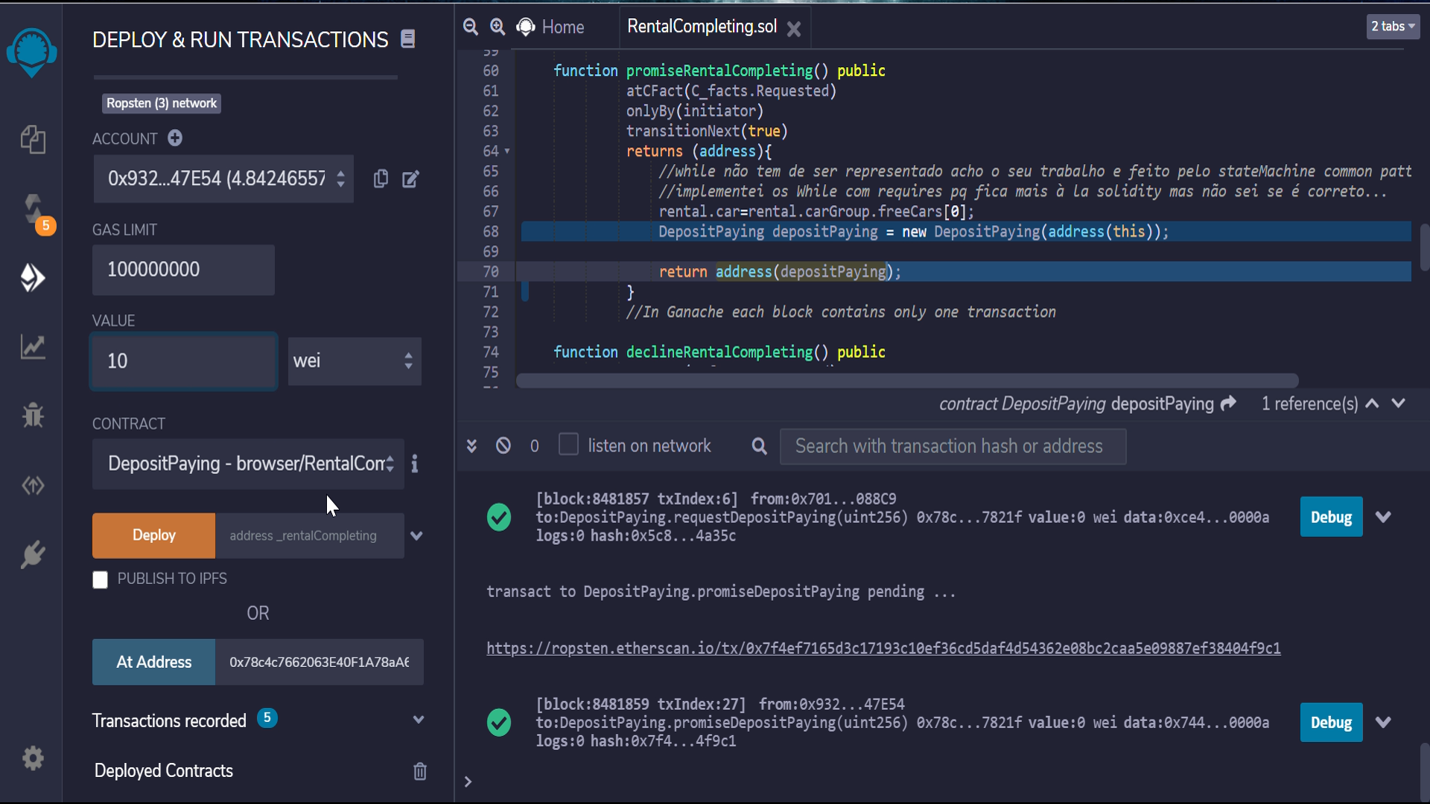 DEPLOY & RUN TRANSACTIONS
Ropsten (3) network
ACCOUNT
0x932...47E54 (4.84246557
GAS LIMIT
100000000
VALUE
10
wei
CONTRACT
DepositPaying - browser/RentalCom
Deploy
address _rentalCompleting
PUBLISH TO IPFS
OR
At Address
0x78c4c7662063E40F1A78aA6
Transactions recorded 5
Deployed Contracts
5
Home
RentalCompleting.sol
2 tabs
59
60 function promiseRentalCompleting() public
61 atCFact(C_facts.Requested)
62 onlyBy(initiator)
63 transitionNext(true)
64 returns (address){
65 //while não tem de ser representado acho o seu trabalho e feito pelo stateMachine common patt
66 //implementei os While com requires pq fica mais à la solidity mas não sei se é correto...
67 rental.car=rental.carGroup.freeCars[0];
68 DepositPaying depositPaying = new DepositPaying(address(this));
69
70 return address(depositPaying);
71 }
72 //In Ganache each block contains only one transaction
73
74 function declineRentalCompleting() public
75
contract DepositPaying depositPaying 1 reference(s)
0 listen on network
Search with transaction hash or address
[block:8481857 txIndex:6] from:0x701...088C9
to:DepositPaying.requestDepositPaying(uint256) 0x78c...7821f value:0 wei data:0xce4...0000a
logs:0 hash:0x5c8...4a35c
Debug
transact to DepositPaying.promiseDepositPaying pending ...
https://ropsten.etherscan.io/tx/0x7f4ef7165d3c17193c10ef36cd5daf4d54362e08bc2caa5e09887ef38404f9c1
[block:8481859 txIndex:27] from:0x932...47E54
to:DepositPaying.promiseDepositPaying(uint256) 0x78c...7821f value:0 wei data:0x744...0000a
logs:0 hash:0x7f4...4f9c1
Debug
>